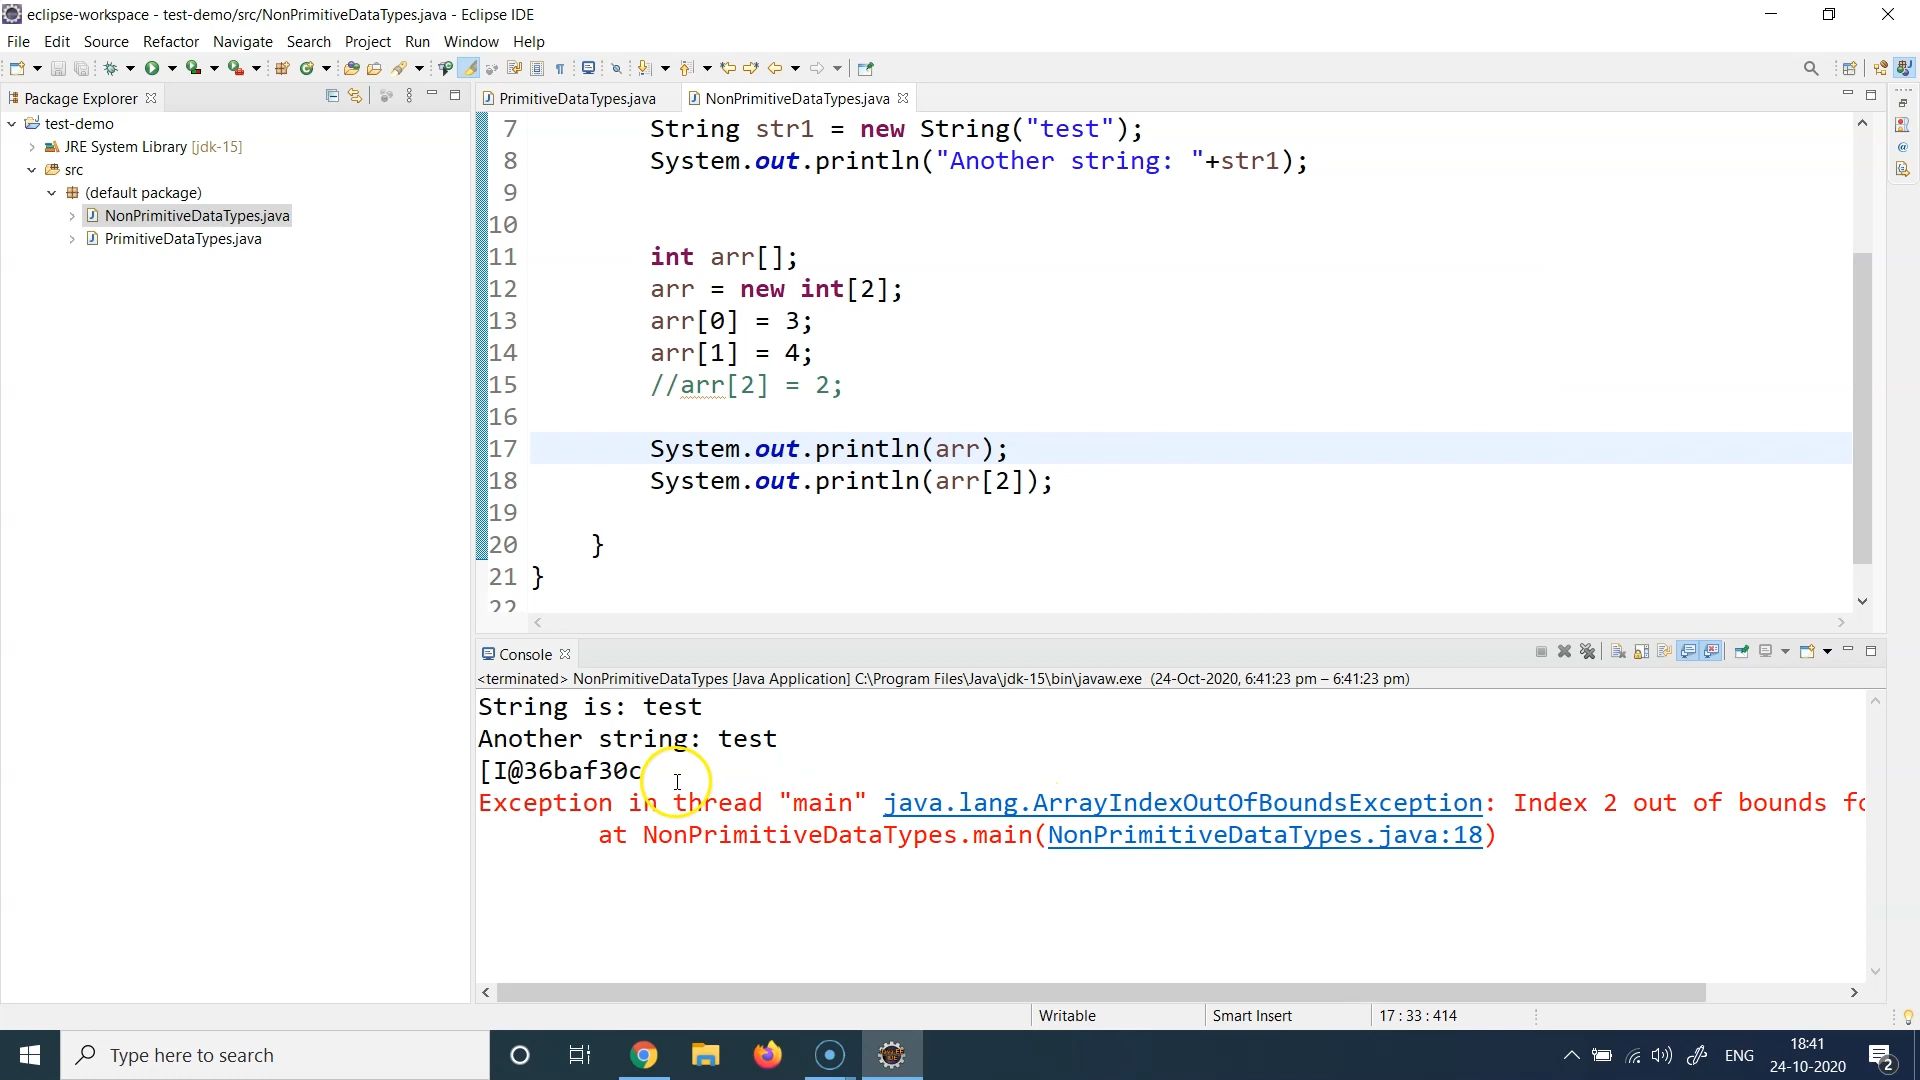 eclipse-workspace - test-demo/src/NonPrimitiveDataTypes.java - Eclipse IDE
File Edit Source Refactor Navigate Search Project Run Window Help
Package Explorer
PrimitiveDataTypes.java NonPrimitiveDataTypes.java
test-demo
JRE System Library [jdk-15]
src
(default package)
NonPrimitiveDataTypes.java
PrimitiveDataTypes.java
7 String str1 = new String("test");
8 System.out.println("Another string: "+str1);
9
10
11 int arr[];
12 arr = new int[2];
13 arr[0] = 3;
14 arr[1] = 4;
15 //arr[2] = 2;
16
17 System.out.println(arr);
18 System.out.println(arr[2]);
19
20 }
21 }
22
Console
<terminated> NonPrimitiveDataTypes [Java Application] C:\Program Files\Java\jdk-15\bin\javaw.exe (24-Oct-2020, 6:41:23 pm – 6:41:23 pm)
String is: test
Another string: test
[I@36baf30c
Exception in thread "main" java.lang.ArrayIndexOutOfBoundsException: Index 2 out of bounds fo
at NonPrimitiveDataTypes.main(NonPrimitiveDataTypes.java:18)
Writable Smart Insert 17 : 33 : 414
Type here to search
ENG
18:41
24-10-2020
2